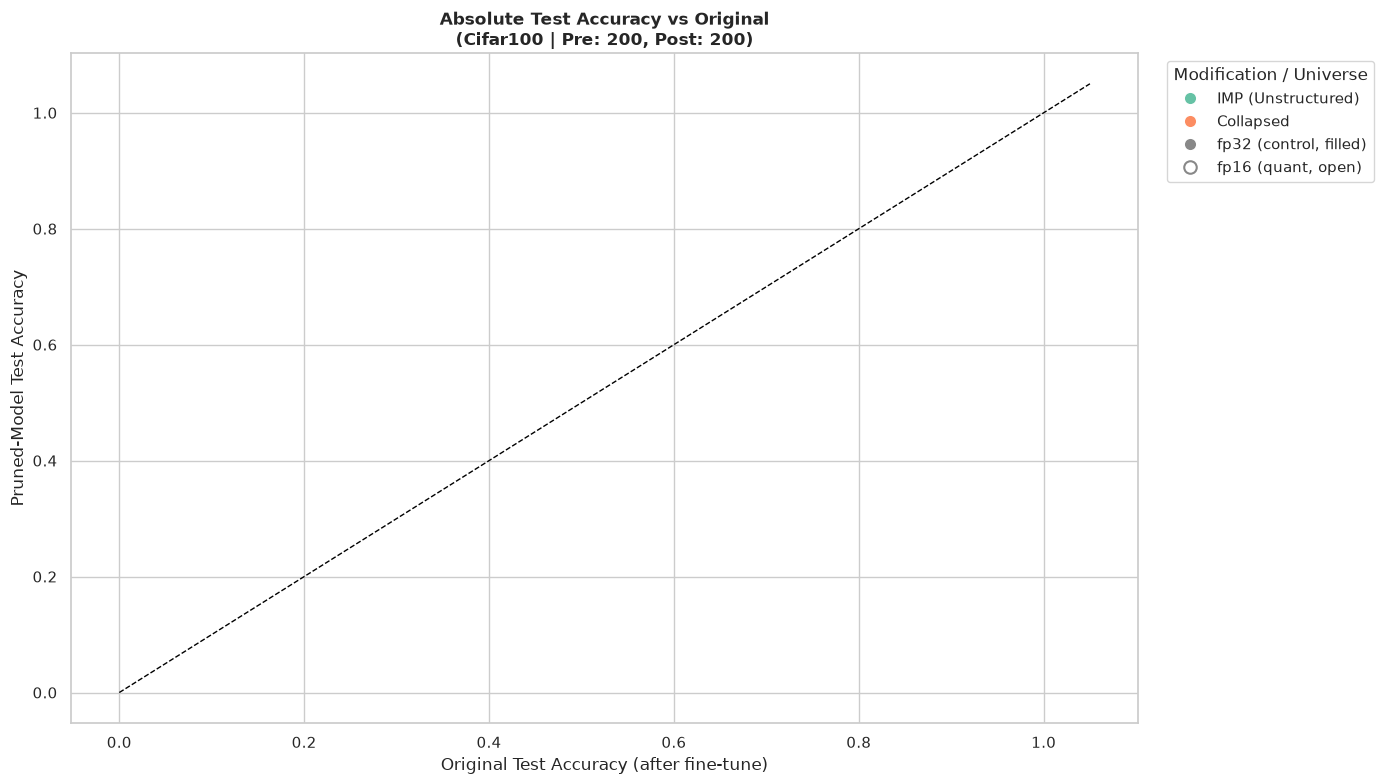 Absolute Test Accuracy vs Original
(Cifar100 | Pre: 200, Post: 200)
Pruned-Model Test Accuracy
1.0
0.8
0.6
0.4
0.2
0.0
0.0
0.2
0.4
0.6
0.8
1.0
Original Test Accuracy (after fine-tune)
Modification / Universe
IMP (Unstructured)
Collapsed
fp32 (control, filled)
fp16 (quant, open)